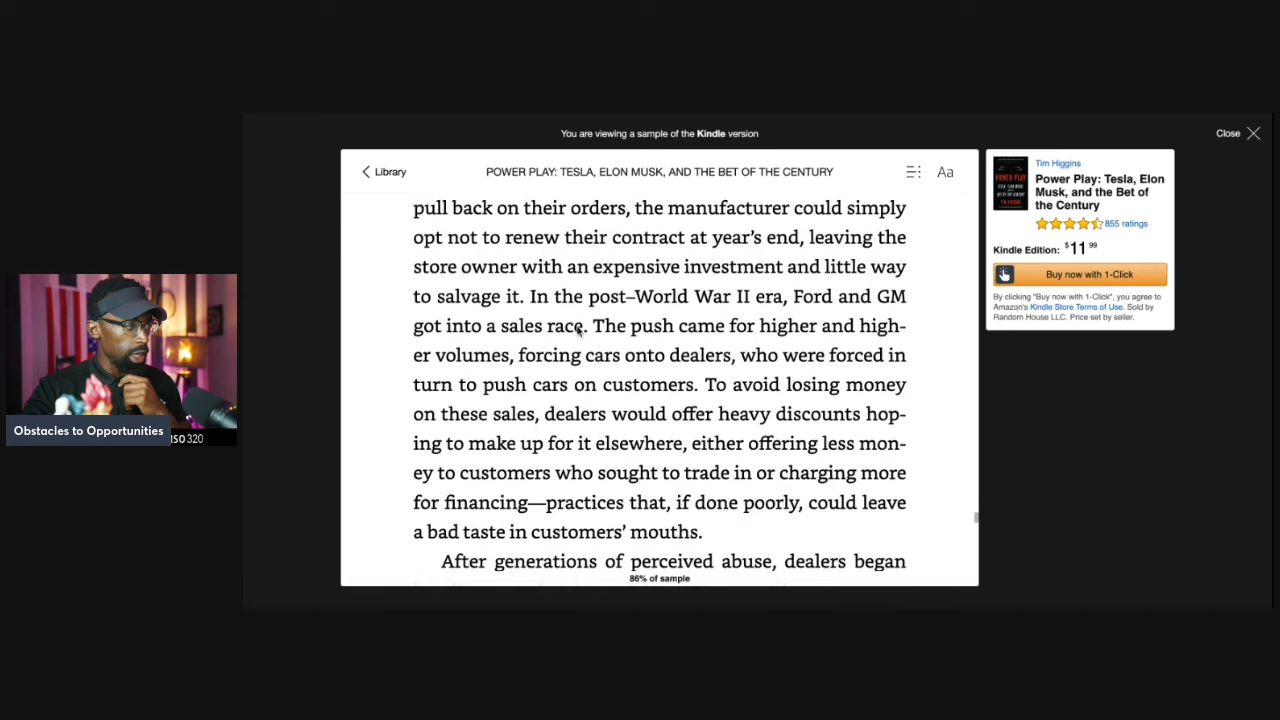 You are viewing a sample of the Kindle version
Close
Library
POWER PLAY: TESLA, ELON MUSK, AND THE BET OF THE CENTURY
Aa
pull back on their orders, the manufacturer could simply
opt not to renew their contract at year’s end, leaving the
store owner with an expensive investment and little way
to salvage it. In the post–World War II era, Ford and GM
got into a sales race. The push came for higher and high-
er volumes, forcing cars onto dealers, who were forced in
turn to push cars on customers. To avoid losing money
on these sales, dealers would offer heavy discounts hop-
ing to make up for it elsewhere, either offering less mon-
ey to customers who sought to trade in or charging more
for financing—practices that, if done poorly, could leave
a bad taste in customers’ mouths.
After generations of perceived abuse, dealers began
86% of sample
POWER PLAY
Tim Higgins
Power Play: Tesla, Elon
Musk, and the Bet of
the Century
855 ratings
Kindle Edition: $11 99
Buy now with 1-Click
By clicking "Buy now with 1-Click", you agree to
Amazon's Kindle Store Terms of Use. Sold by
Random House LLC. Price set by seller.
Obstacles to Opportunities
ISO 320